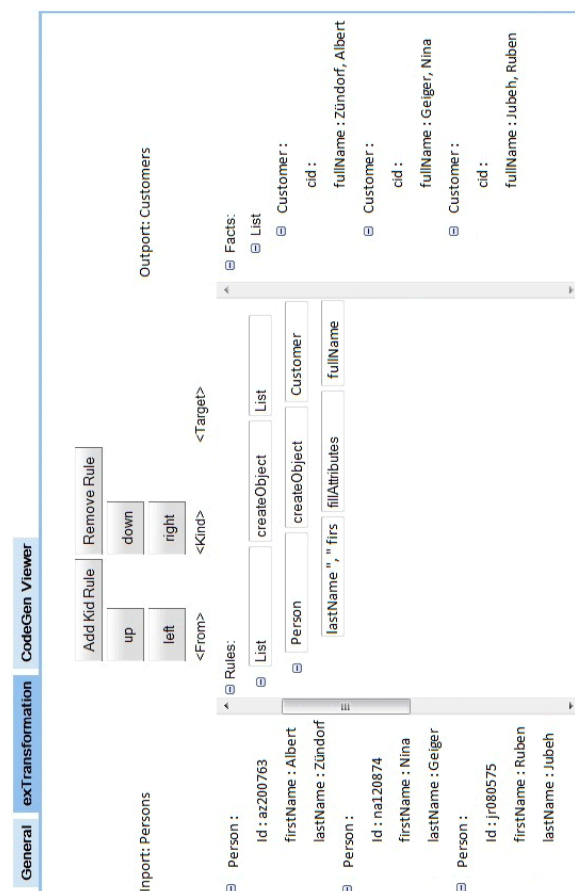 General exTransformation CodeGen Viewer
Inport: Persons
Person :
Id : az200763
firstName : Albert
lastName : Zündorf
Person :
Id : na120874
firstName : Nina
lastName : Geiger
Person :
Id : jr080575
firstName : Ruben
lastName : Jubeh
Add Kid Rule Remove Rule
up down
left right
<From> <Kind> <Target>
Rules:
List createObject List
Person createObject Customer
lastName ", " firs fillAttributes fullName
Outport: Customers
Facts:
List
Customer :
cid :
fullName : Zündorf, Albert
Customer :
cid :
fullName : Geiger, Nina
Customer :
cid :
fullName : Jubeh, Ruben